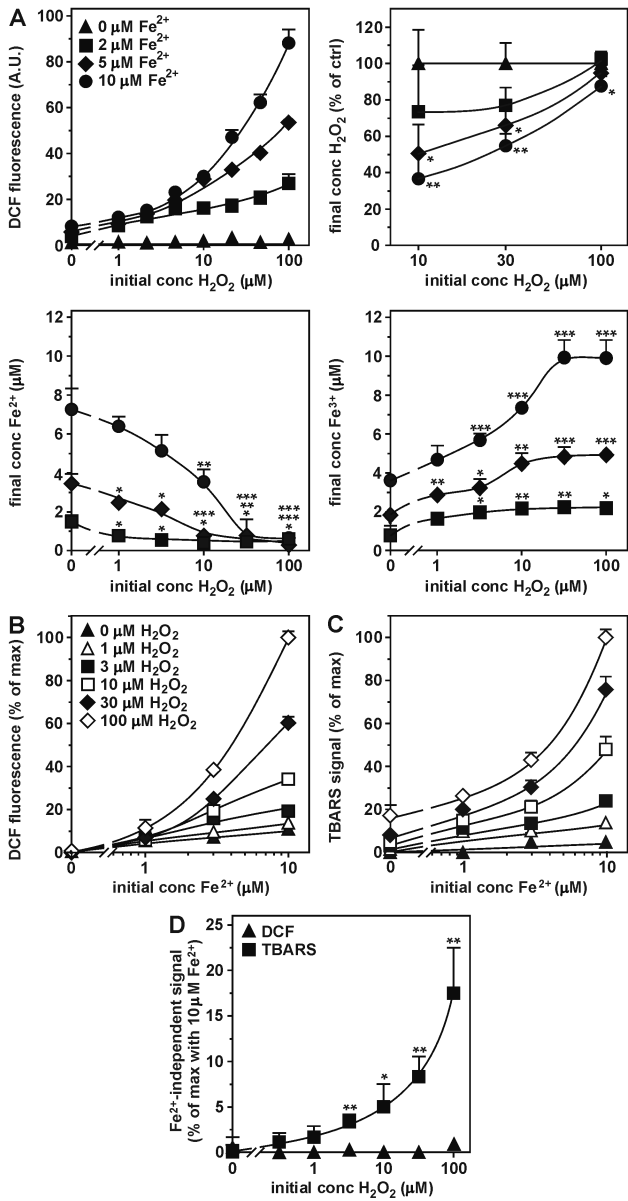 A
DCF fluorescence (A.U.)
100
80
60
40
20
0
0 µM Fe²⁺
2 µM Fe²⁺
5 µM Fe²⁺
10 µM Fe²⁺
0 1 10 100
initial conc H₂O₂ (µM)
final conc H₂O₂ (% of ctrl)
120
100
80
60
40
20
0
*
**
*
**
*
10 30 100
initial conc H₂O₂ (µM)
final conc Fe²⁺ (µM)
12
10
8
6
4
2
0
**
***
**
***
***
* * *** * *
* *
0 1 10 100
initial conc H₂O₂ (µM)
final conc Fe³⁺ (µM)
12
10
8
6
4
2
0
*** *** *** ***
** * ** *** ***
* ** ** *
0 1 10 100
initial conc H₂O₂ (µM)
B
DCF fluorescence (% of max)
100
80
60
40
20
0
0 µM H₂O₂
1 µM H₂O₂
3 µM H₂O₂
10 µM H₂O₂
30 µM H₂O₂
100 µM H₂O₂
0 1 10
initial conc Fe²⁺ (µM)
C
TBARS signal (% of max)
100
80
60
40
20
0
0 1 10
initial conc Fe²⁺ (µM)
D
Fe²⁺-independent signal
(% of max with 10 µM Fe²⁺)
25
20
15
10
5
0
DCF
TBARS
** * ** **
0 1 10 100
initial conc H₂O₂ (µM)